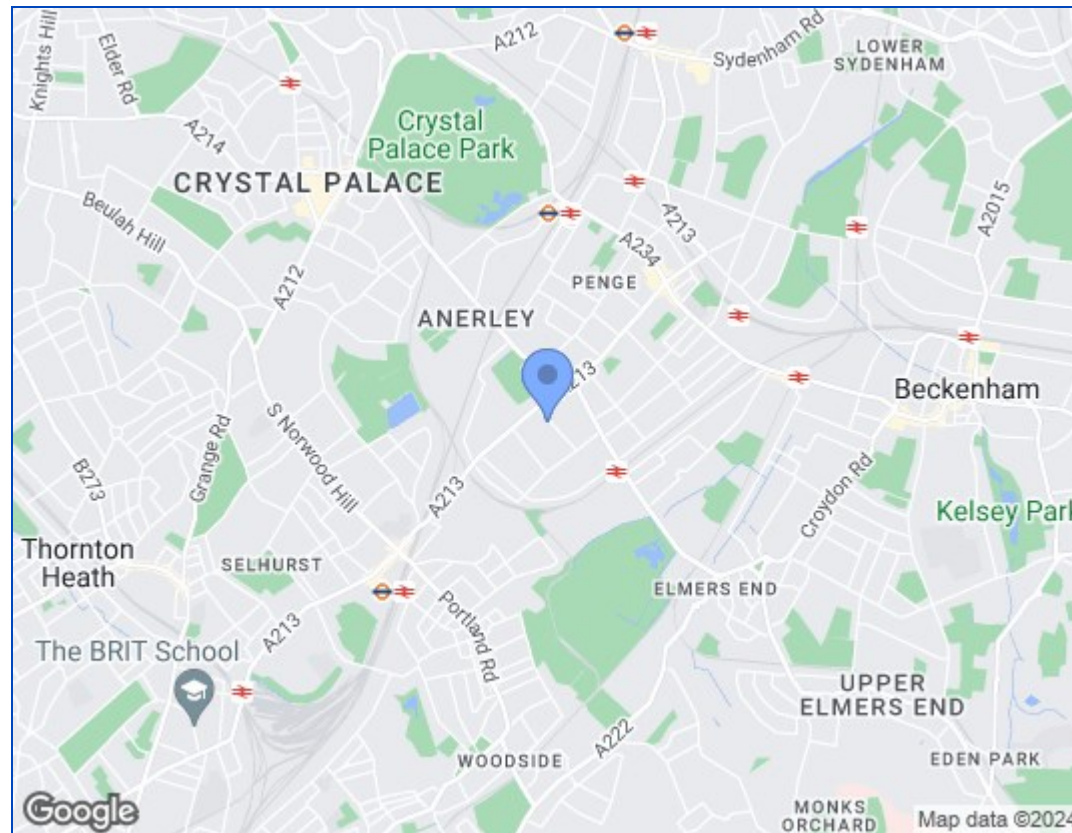 Knights Hill
Elder Rd
A212
Sydenham Rd
LOWER
SYDENHAM
A214
Crystal
Palace Park
CRYSTAL PALACE
Beulah Hill
A213
A2015
A234
A212
PENGE
ANERLEY
A213
Beckenham
S Norwood Hill
Grange Rd
B273
A213
Croydon Rd
Kelsey Park
Thornton
Heath
SELHURST
ELMERS END
Portland Rd
A213
The BRIT School
UPPER
ELMERS END
A222
WOODSIDE
EDEN PARK
MONKS
ORCHARD
Google
Map data ©2024